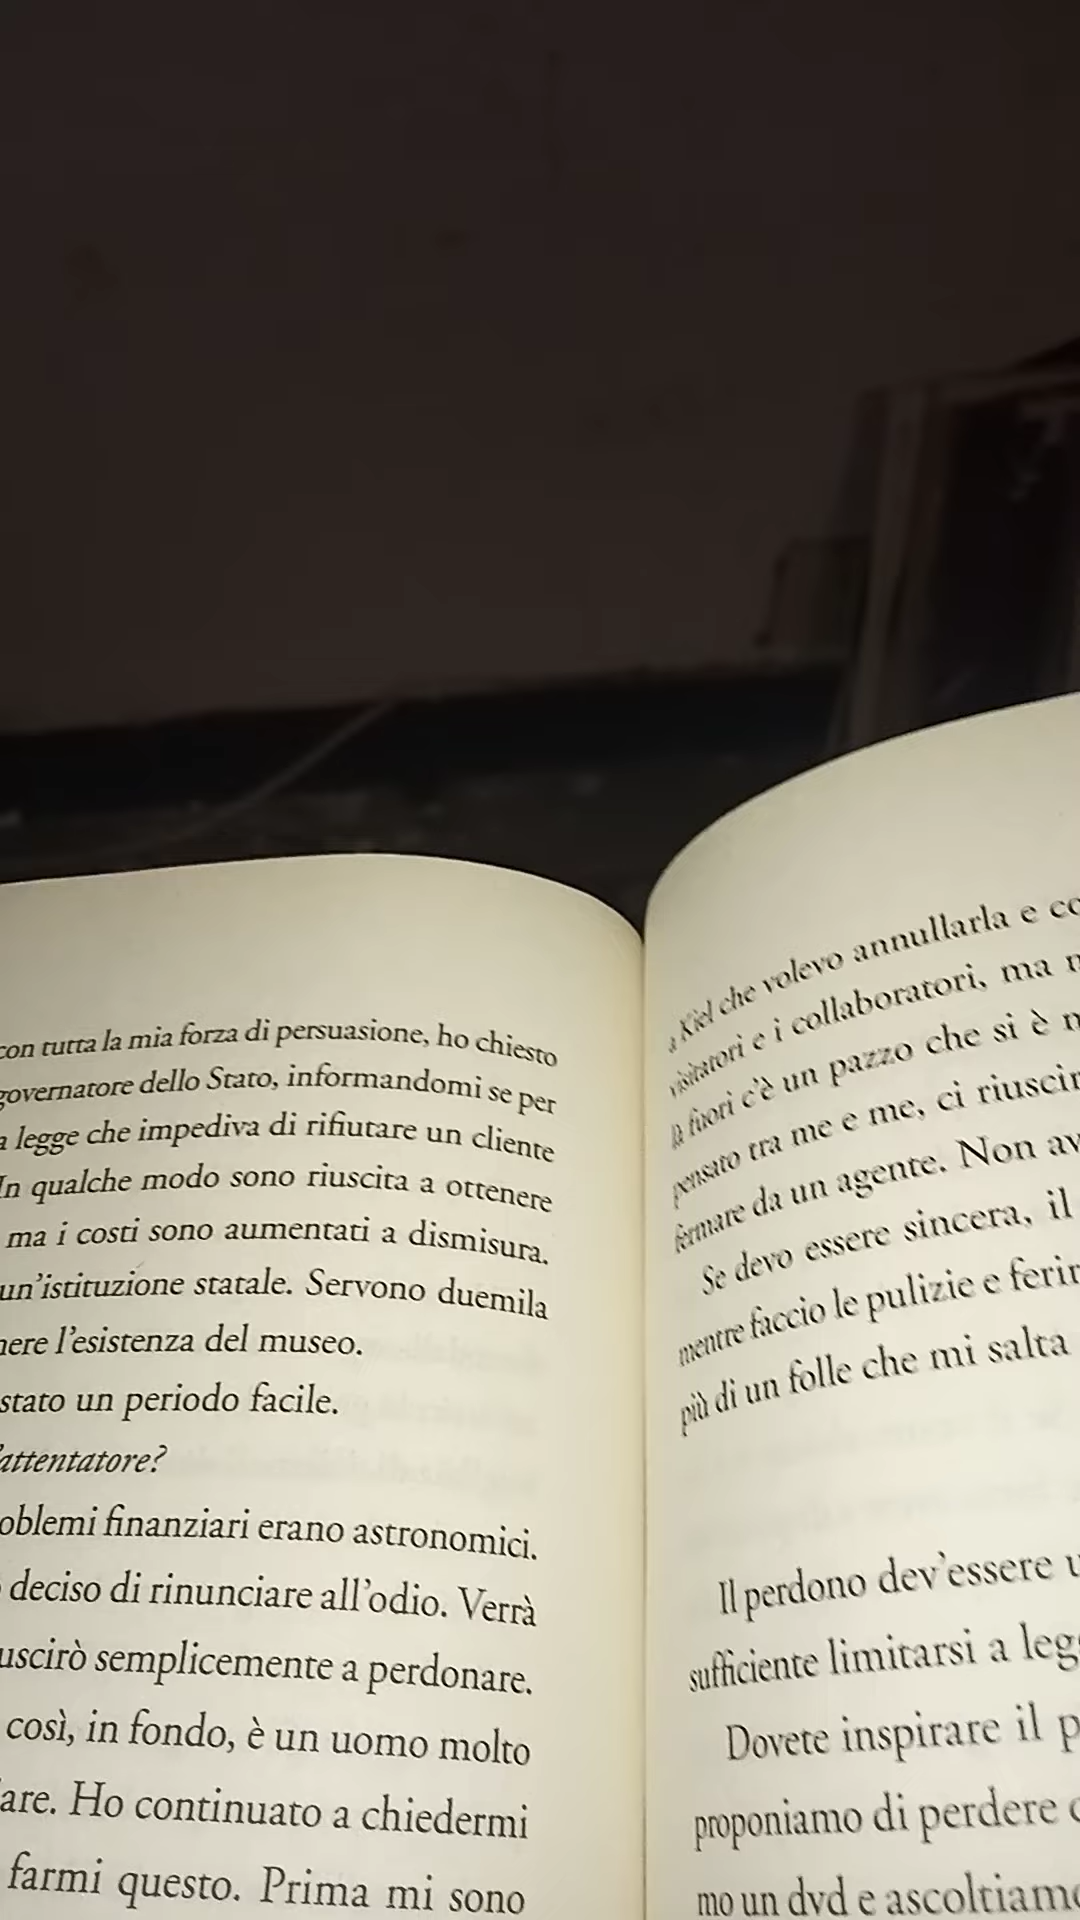 con tutta la mia forza di persuasione, ho chiesto
governatore dello Stato, informandomi se per
a legge che impediva di rifiutare un cliente
In qualche modo sono riuscita a ottenere
ma i costi sono aumentati a dismisura.
un'istituzione statale. Servono duemila
nere l'esistenza del museo.
stato un periodo facile.
l'attentatore?
oblemi finanziari erano astronomici.
deciso di rinunciare all'odio. Verrà
uscirò semplicemente a perdonare.
così, in fondo, è un uomo molto
are. Ho continuato a chiedermi
farmi questo. Prima mi sono
a Kiel che volevo annullarla e co
visitatori e i collaboratori, ma n
là fuori c'è un pazzo che si è m
pensato tra me e me, ci riuscir
fermare da un agente. Non av
Se devo essere sincera, il
mentre faccio le pulizie e ferir
più di un folle che mi salta
Il perdono dev'essere u
sufficiente limitarsi a leg
Dovete inspirare il p
proponiamo di perdere c
mo un dvd e ascoltiamo